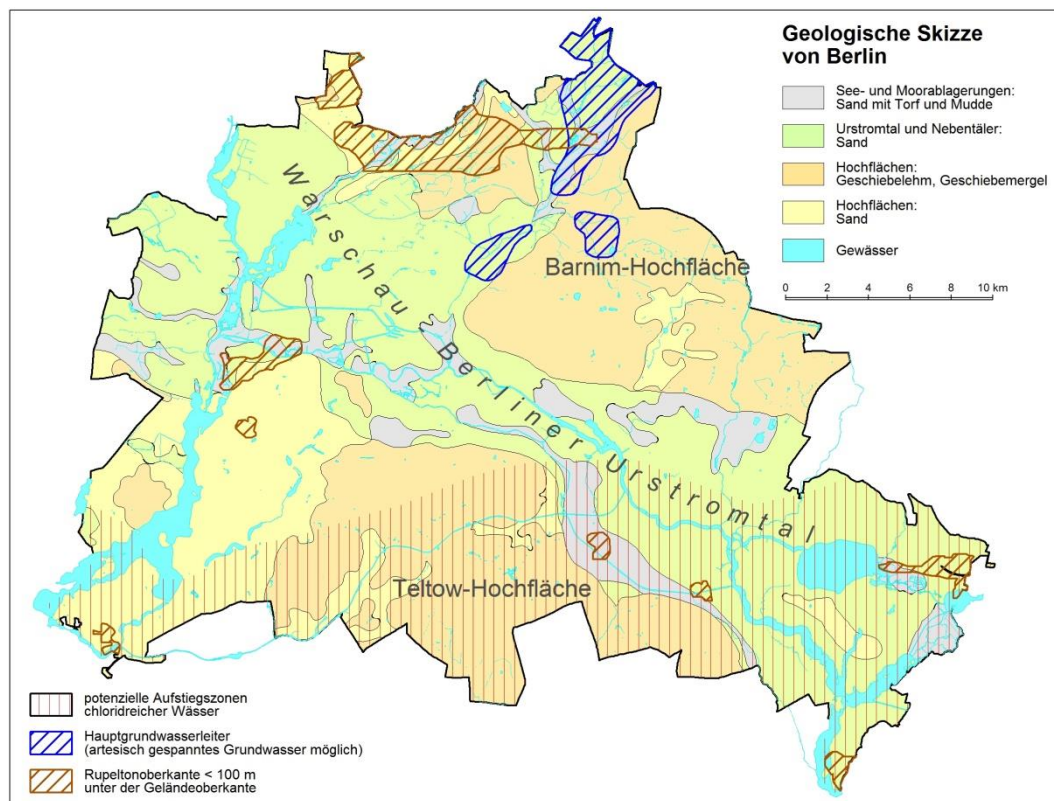 Geologische Skizze
von Berlin
See- und Moorablagerungen:
Sand mit Torf und Mudde
Urstromtal und Nebentäler:
Sand
Hochflächen:
Geschiebelehm, Geschiebemergel
Hochflächen:
Sand
Gewässer
0 2 4 6 8 10 km
Warschau - Berliner Urstromtal
Barnim-Hochfläche
Teltow-Hochfläche
potenzielle Aufstiegszonen
chloridreicher Wässer
Hauptgrundwasserleiter
(artesisch gespanntes Grundwasser möglich)
Rupeltonoberkante < 100 m
unter der Geländeoberkante